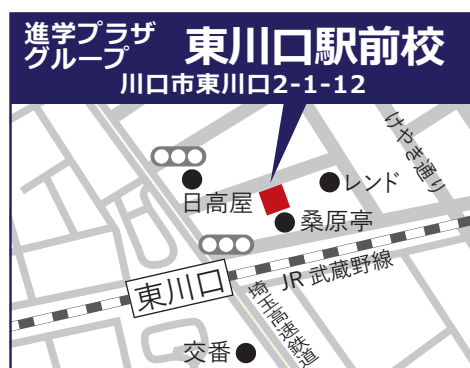 進学プラザ
グループ
東川口駅前校
川口市東川口2-1-12
けやき通り
日高屋
レンド
桑原亭
JR 武蔵野線
東川口
埼玉高速鉄道
交番